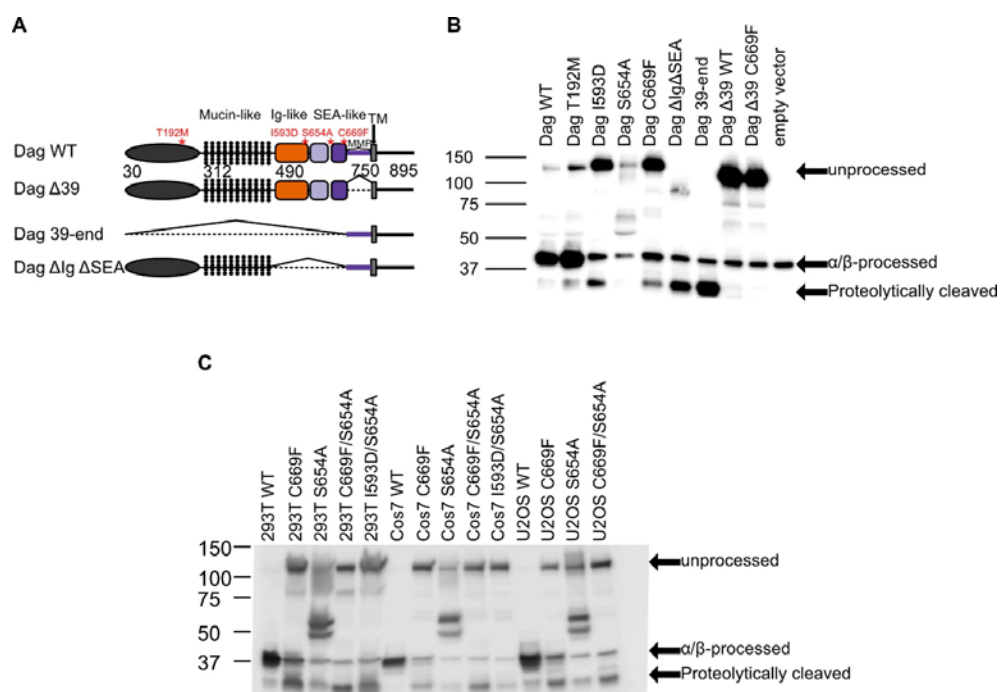 A
Mucin-like Ig-like SEA-like TM
T192M I593D S654A C669F
Dag WT
30 312 490 750 895
Dag Δ39
Dag 39-end
Dag ΔIg ΔSEA
B
Dag WT
Dag T192M
Dag I593D
Dag S654A
Dag C669F
Dag ΔIgΔSEA
Dag 39-end
Dag Δ39 WT
Dag Δ39 C669F
empty vector
150
100
75
50
37
unprocessed
α/β-processed
Proteolytically cleaved
C
293T WT
293T C669F
293T S654A
293T C669F/S654A
293T I593D/S654A
Cos7 WT
Cos7 C669F
Cos7 S654A
Cos7 C669F/S654A
Cos7 I593D/S654A
U2OS WT
U2OS C669F
U2OS S654A
U2OS C669F/S654A
150
100
75
50
37
unprocessed
α/β-processed
Proteolytically cleaved